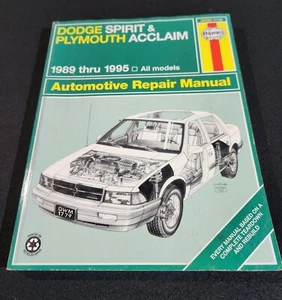 DODGE SPIRIT &
PLYMOUTH ACCLAIM
Haynes
1989 thru 1995 □ All models
Automotive Repair Manual
EVERY MANUAL BASED ON A
COMPLETE TEARDOWN
AND REBUILD